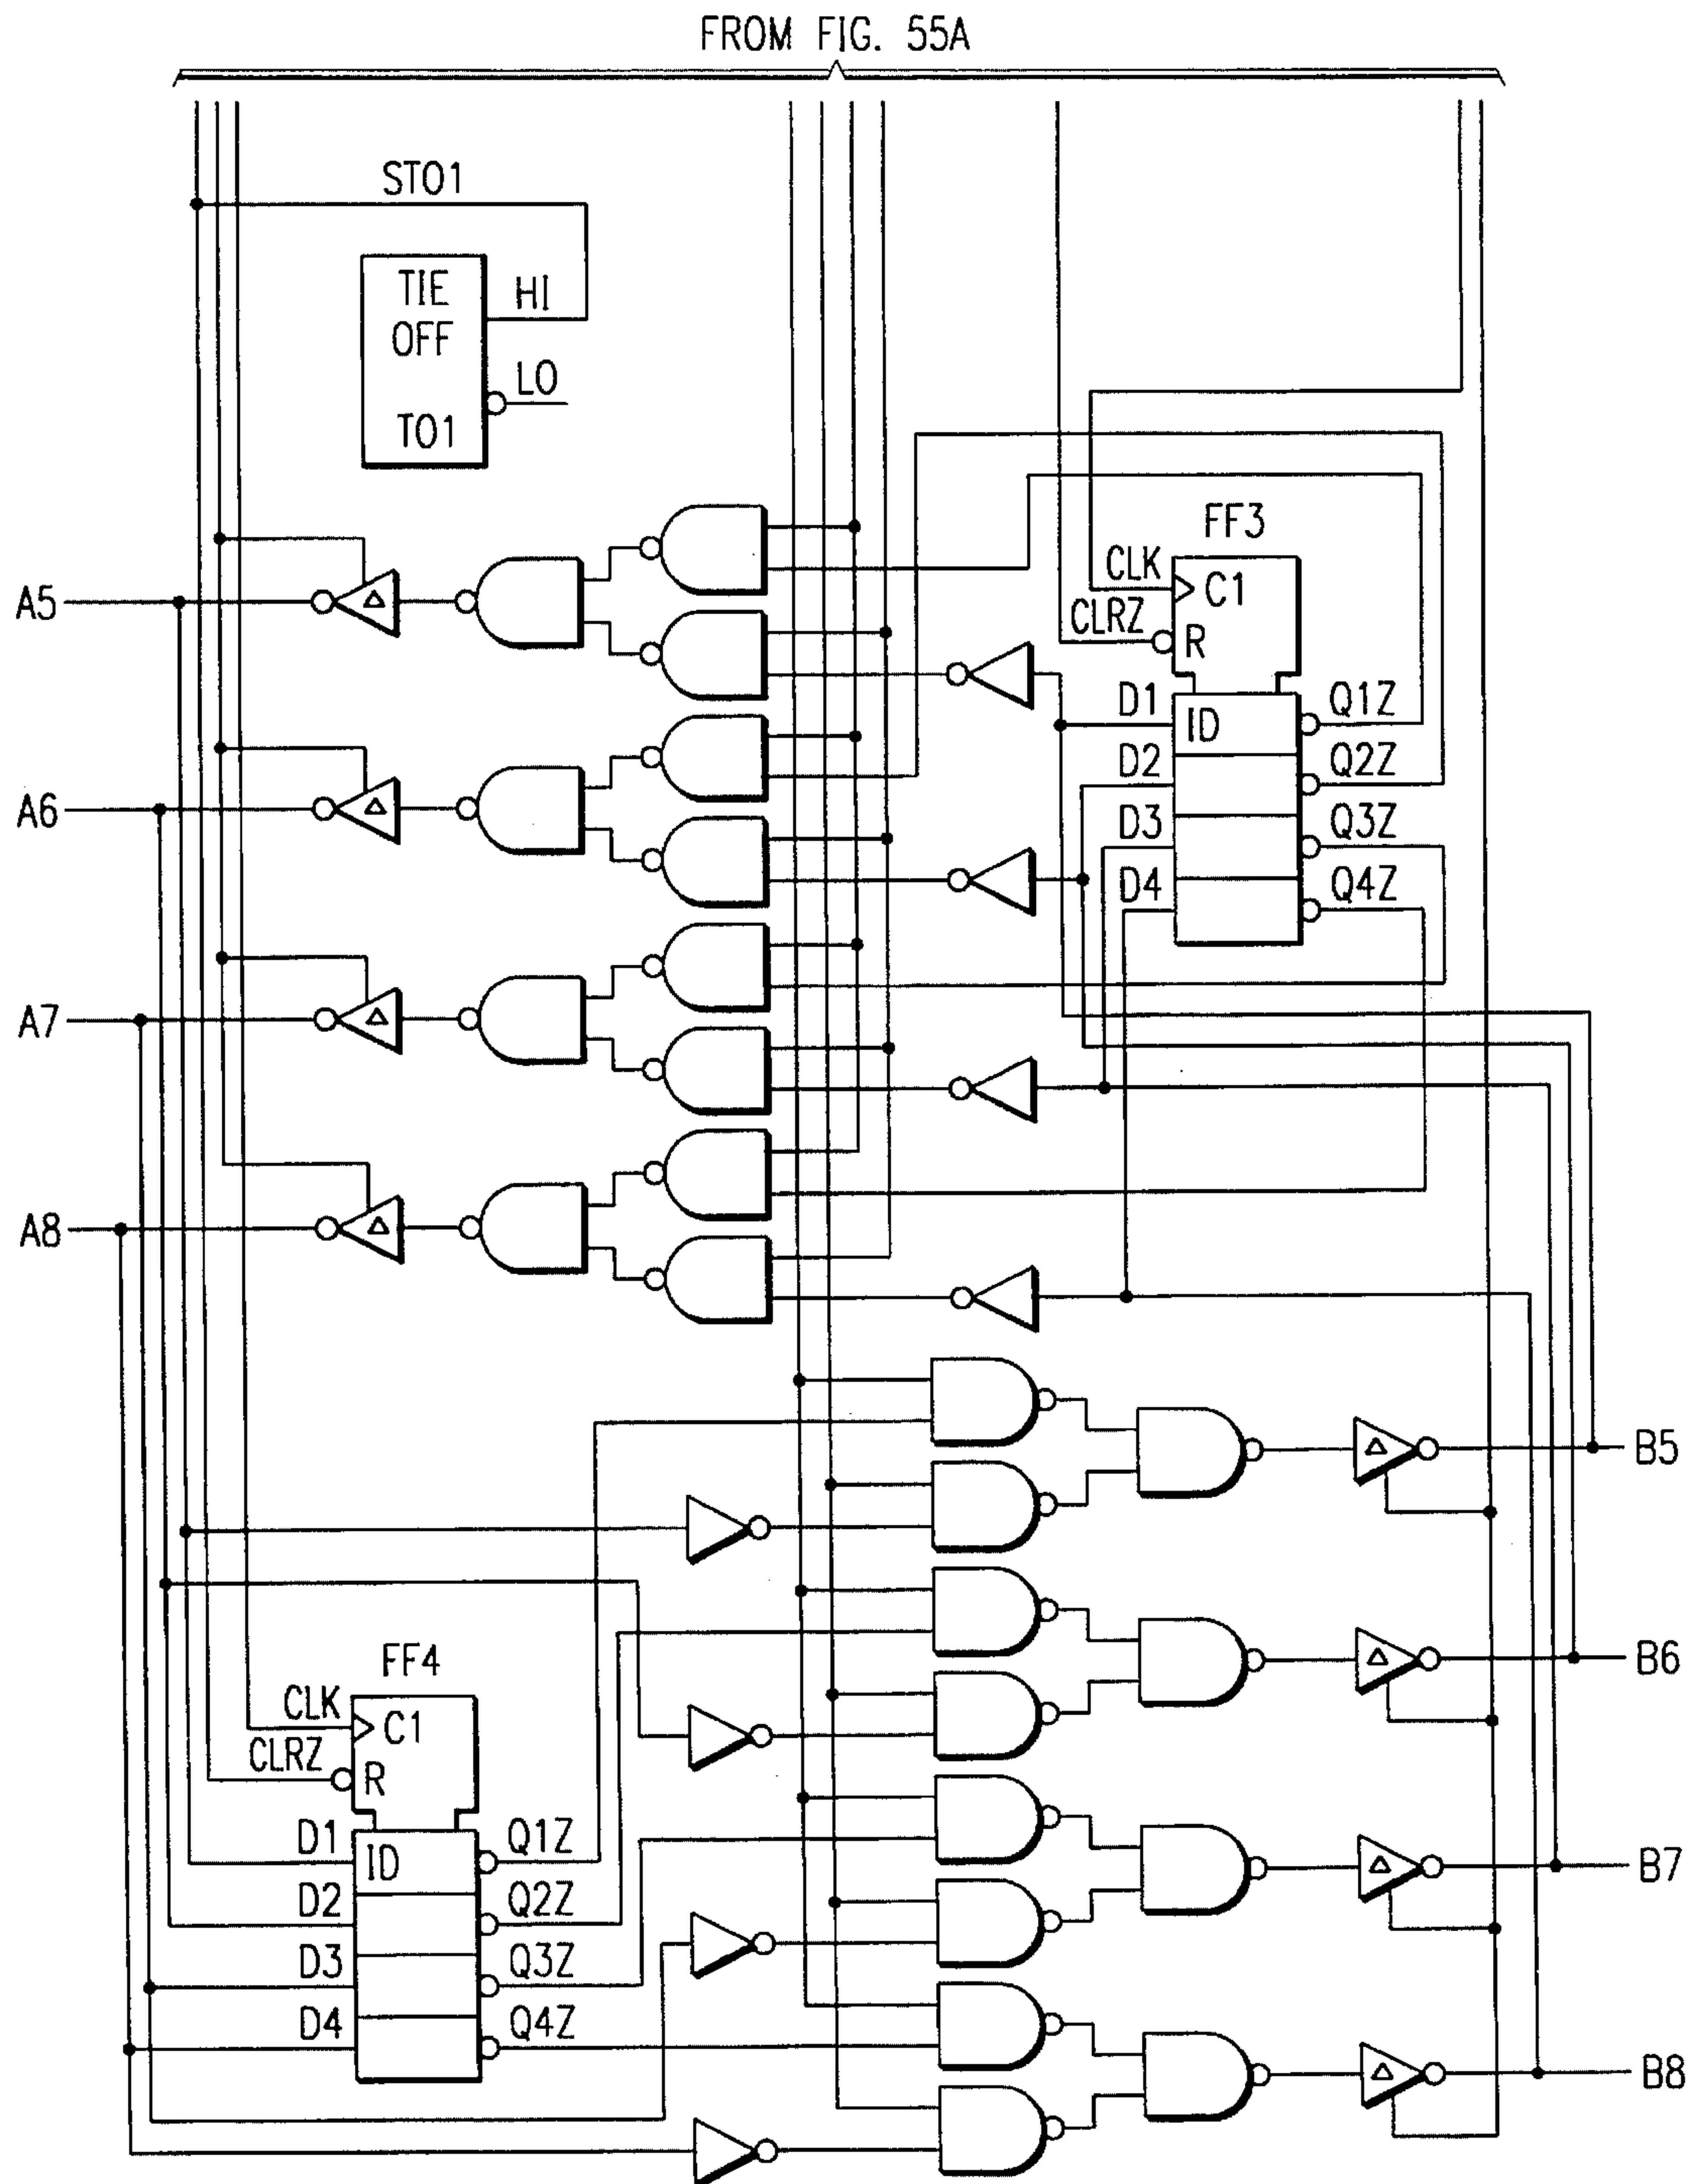 FROM FIG. 55A
STO1
TIE
OFF
TO1
HI
LO
FF3
CLK
C1
CLRZ
R
D1
ID
Q1Z
D2
Q2Z
D3
Q3Z
D4
Q4Z
A5
A6
A7
A8
B5
B6
B7
B8
FF4
CLK
C1
CLRZ
R
D1
ID
Q1Z
D2
Q2Z
D3
Q3Z
D4
Q4Z